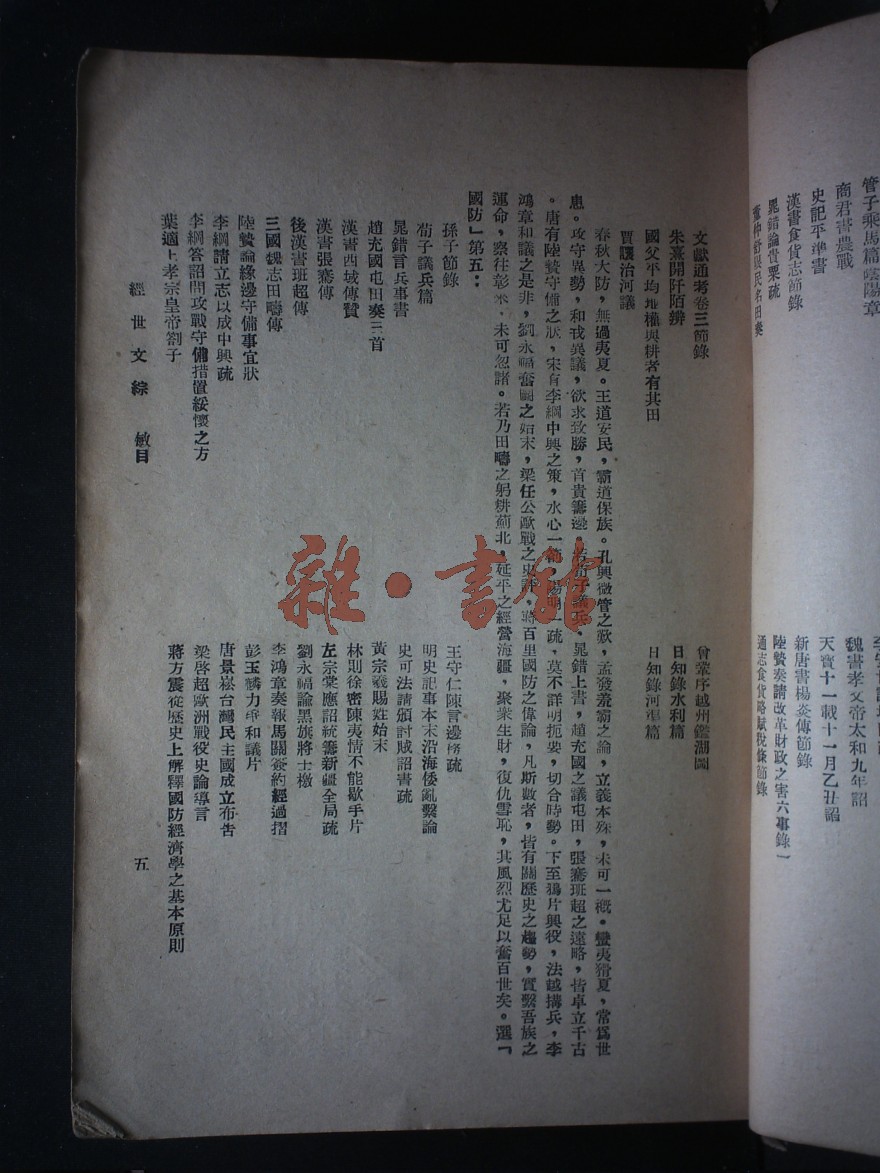 管子乘馬篇
商君書農戰
史記平準書
漢書食貨志節錄
晁錯論貴粟疏
魏書孝文帝太和九年詔
天寶十一載十一月乙丑詔
新唐書楊炎傳節錄
陸贄奏請改革財政之害六事錄一
通志食貨略賦稅條節錄
文獻通考卷三節錄
朱熹開阡陌辨
國父平均地權與耕者有其田
賈讓治河議
曾鞏序越州鑑湖圖
日知錄水利篇
日知錄河渠篇
春秋大防，無過夷夏。王道安民，霸道保族。孔興微管之歎，孟發羞霸之論，立義本殊，未可一概。蠻夷猾夏，常爲世
患。攻守異勢，和戎異議，欲求致勝，首貴籌邊。若荀子議兵，晁錯上書，趙充國之議屯田，張騫班超之遠略，皆卓立千古
。唐有陸贄守備之狀，宋有李綱中興之策，水心一劄，陽明一疏，莫不詳明扼要，切合時勢。下至鴉片興役，法越搆兵，李
鴻章和議之是非，劉永福奮鬭之始末，梁任公歐戰之史評，蔣百里國防之偉論，凡斯數者，皆有關歷史之趨勢，實繫吾族之
運命，察往彰來，未可忽諸。若乃田疇之躬耕薊北，延平之經營海疆，聚衆生財，復仇雪恥，其風烈尤足以奮百世矣。選「
國防」第五：
孫子節錄
荀子議兵篇
晁錯言兵事書
趙充國屯田奏三首
漢書西域傳贊
漢書張騫傳
後漢書班超傳
三國魏志田疇傳
陸贄論緣邊守備事宜狀
李綱請立志以成中興疏
李綱答詔問攻戰守備措置綏懷之方
葉適上孝宗皇帝劄子
王守仁陳言邊務疏
明史記事本末沿海倭亂繫論
史可法請頒討賊詔書疏
黃宗羲賜姓始末
林則徐密陳夷情不能歇手片
左宗棠應詔統籌新疆全局疏
劉永福論黑旗將士檄
李鴻章奏報馬關簽約經過摺
彭玉麟力爭和議片
唐景崧台灣民主國成立布告
梁啓超歐洲戰役史論導言
蔣方震從歷史上解釋國防經濟學之基本原則
經世文綜 敍目
五
雜·書館